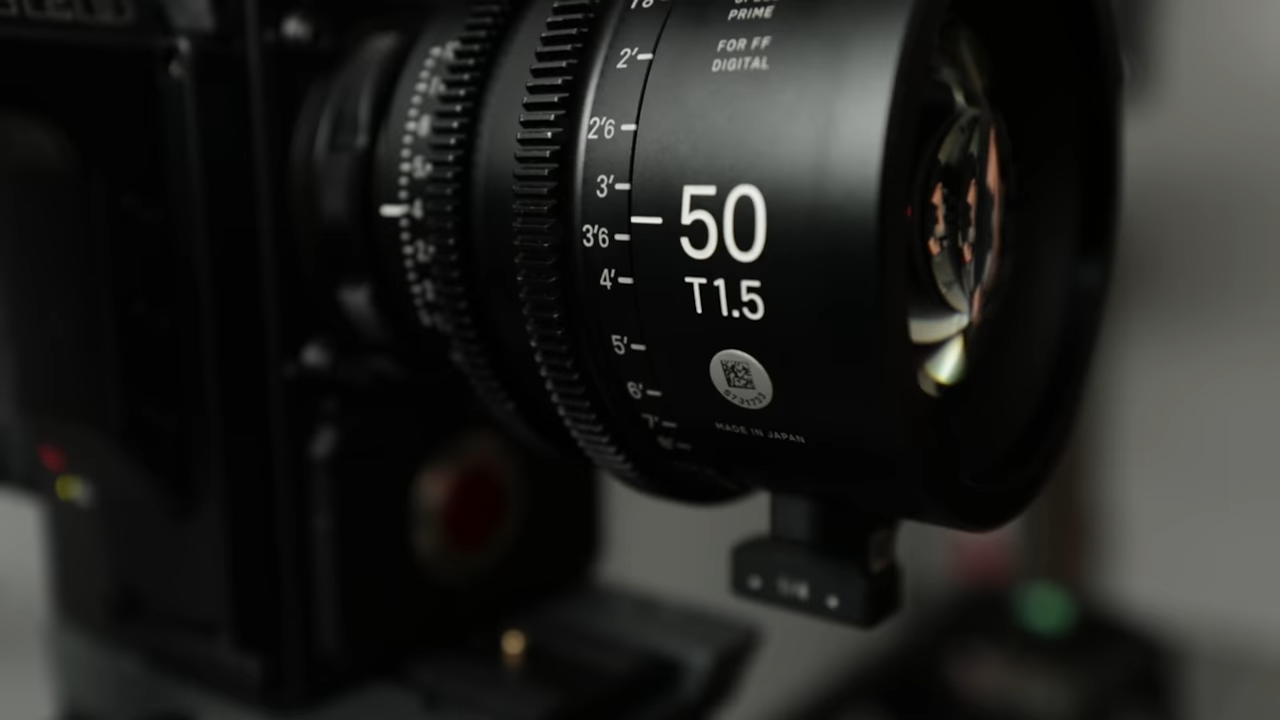 PRIME
FOR FF
DIGITAL
2'
2'6
3'
3'6
4'
5'
6'
7'
50
T1.5
MADE IN JAPAN